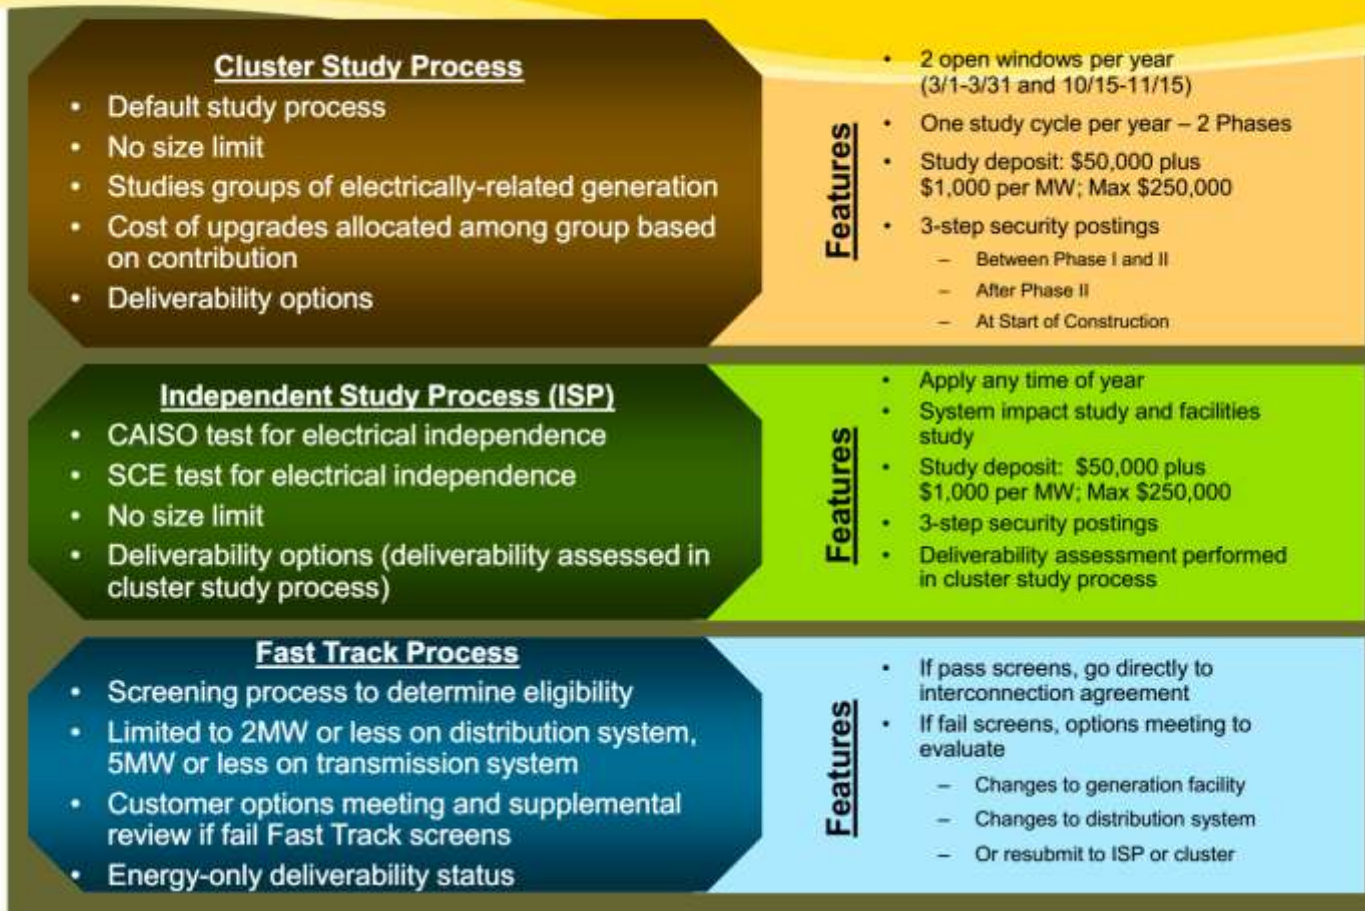 Cluster Study Process
• Default study process
• No size limit
• Studies groups of electrically-related generation
• Cost of upgrades allocated among group based
on contribution
• Deliverability options
Features
• 2 open windows per year
(3/1-3/31 and 10/15-11/15)
• One study cycle per year – 2 Phases
• Study deposit: $50,000 plus
$1,000 per MW; Max $250,000
• 3-step security postings
– Between Phase I and II
– After Phase II
– At Start of Construction
Independent Study Process (ISP)
• CAISO test for electrical independence
• SCE test for electrical independence
• No size limit
• Deliverability options (deliverability assessed in
cluster study process)
Features
• Apply any time of year
• System impact study and facilities
study
• Study deposit: $50,000 plus
$1,000 per MW; Max $250,000
• 3-step security postings
• Deliverability assessment performed
in cluster study process
Fast Track Process
• Screening process to determine eligibility
• Limited to 2MW or less on distribution system,
5MW or less on transmission system
• Customer options meeting and supplemental
review if fail Fast Track screens
• Energy-only deliverability status
Features
• If pass screens, go directly to
interconnection agreement
• If fail screens, options meeting to
evaluate
– Changes to generation facility
– Changes to distribution system
– Or resubmit to ISP or cluster